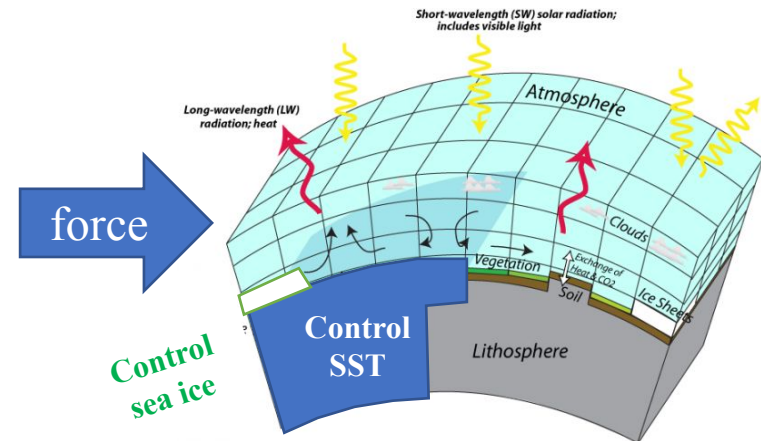 Short-wavelength (SW) solar radiation;
includes visible light
Long-wavelength (LW)
radiation; heat
Atmosphere
force
Clouds
Vegetation
Exchange of
Heat & CO2
Soil
Ice Sheets
Control
SST
Control
sea ice
Lithosphere